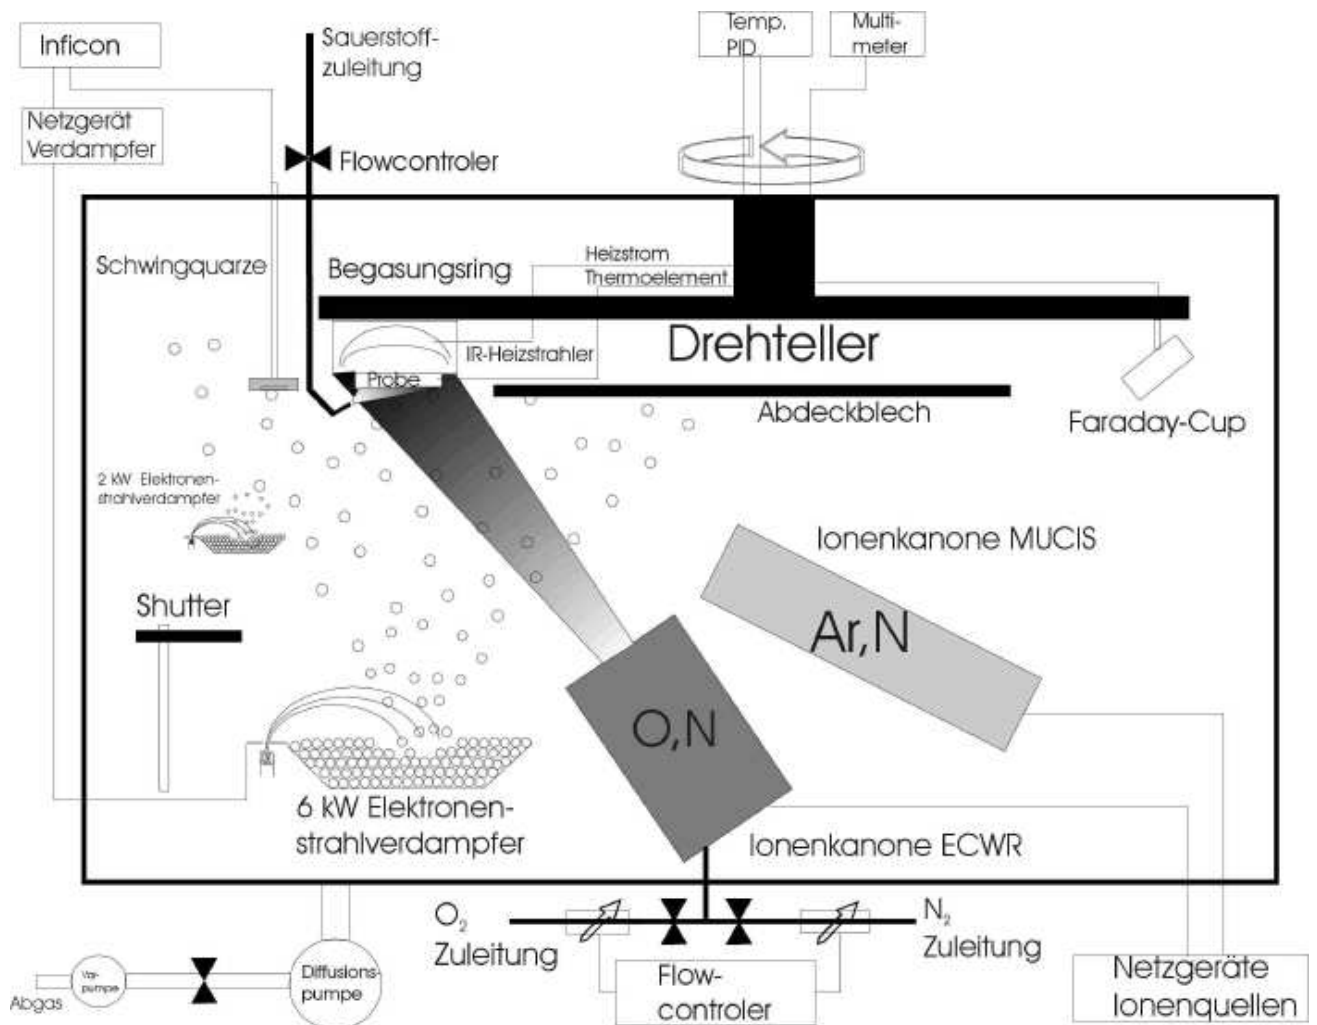 Inficon
Sauerstoff-
zuleitung
Temp.
PID
Multi-
meter
Netzgerät
Verdampfer
Flowcontroler
Schwingquarze
Begasungsring
Heizstrom
Thermoelement
Drehteller
IR-Heizstrahler
Probe
Abdeckblech
Faraday-Cup
2 kW Elektronen-
strahlverdampfer
Ionenkanone MUCIS
Shutter
Ar,N
O,N
6 kW Elektronen-
strahlverdampfer
Ionenkanone ECWR
O2
Zuleitung
N2
Zuleitung
Vor-
pumpe
Abgas
Diffusions-
pumpe
Flow-
controler
Netzgeräte
Ionenquellen